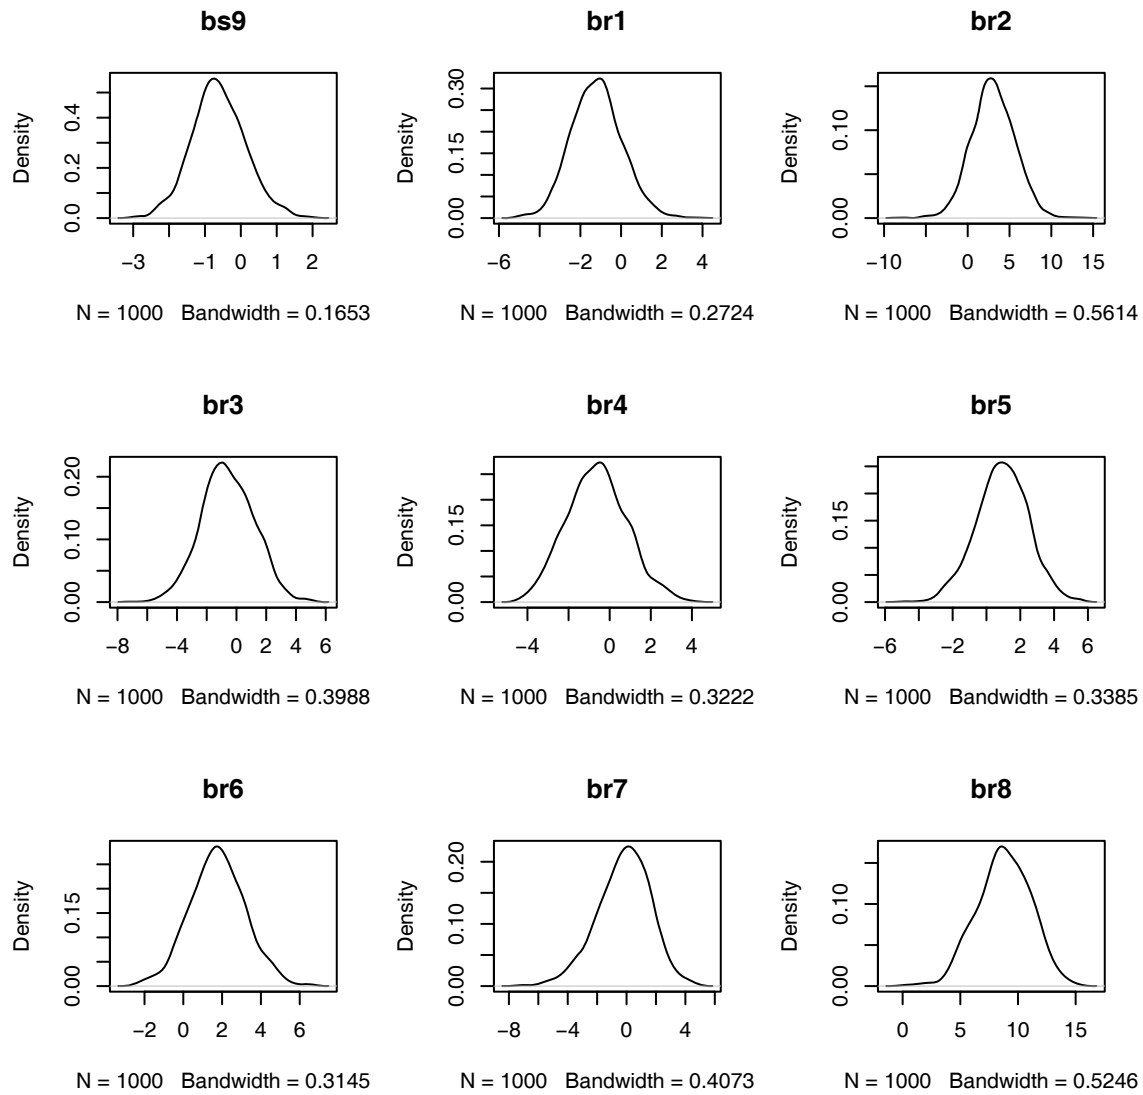 bs9
Density
0.0 0.2 0.4
−3 −1 0 1 2
N = 1000 Bandwidth = 0.1653
br1
Density
0.00 0.15 0.30
−6 −2 0 2 4
N = 1000 Bandwidth = 0.2724
br2
Density
0.00 0.10
−10 0 5 10 15
N = 1000 Bandwidth = 0.5614
br3
Density
0.00 0.10 0.20
−8 −4 0 2 4 6
N = 1000 Bandwidth = 0.3988
br4
Density
0.00 0.15
−4 0 2 4
N = 1000 Bandwidth = 0.3222
br5
Density
0.00 0.15
−6 −2 2 4 6
N = 1000 Bandwidth = 0.3385
br6
Density
0.00 0.15
−2 0 2 4 6
N = 1000 Bandwidth = 0.3145
br7
Density
0.00 0.10 0.20
−8 −4 0 4
N = 1000 Bandwidth = 0.4073
br8
Density
0.00 0.10
0 5 10 15
N = 1000 Bandwidth = 0.5246